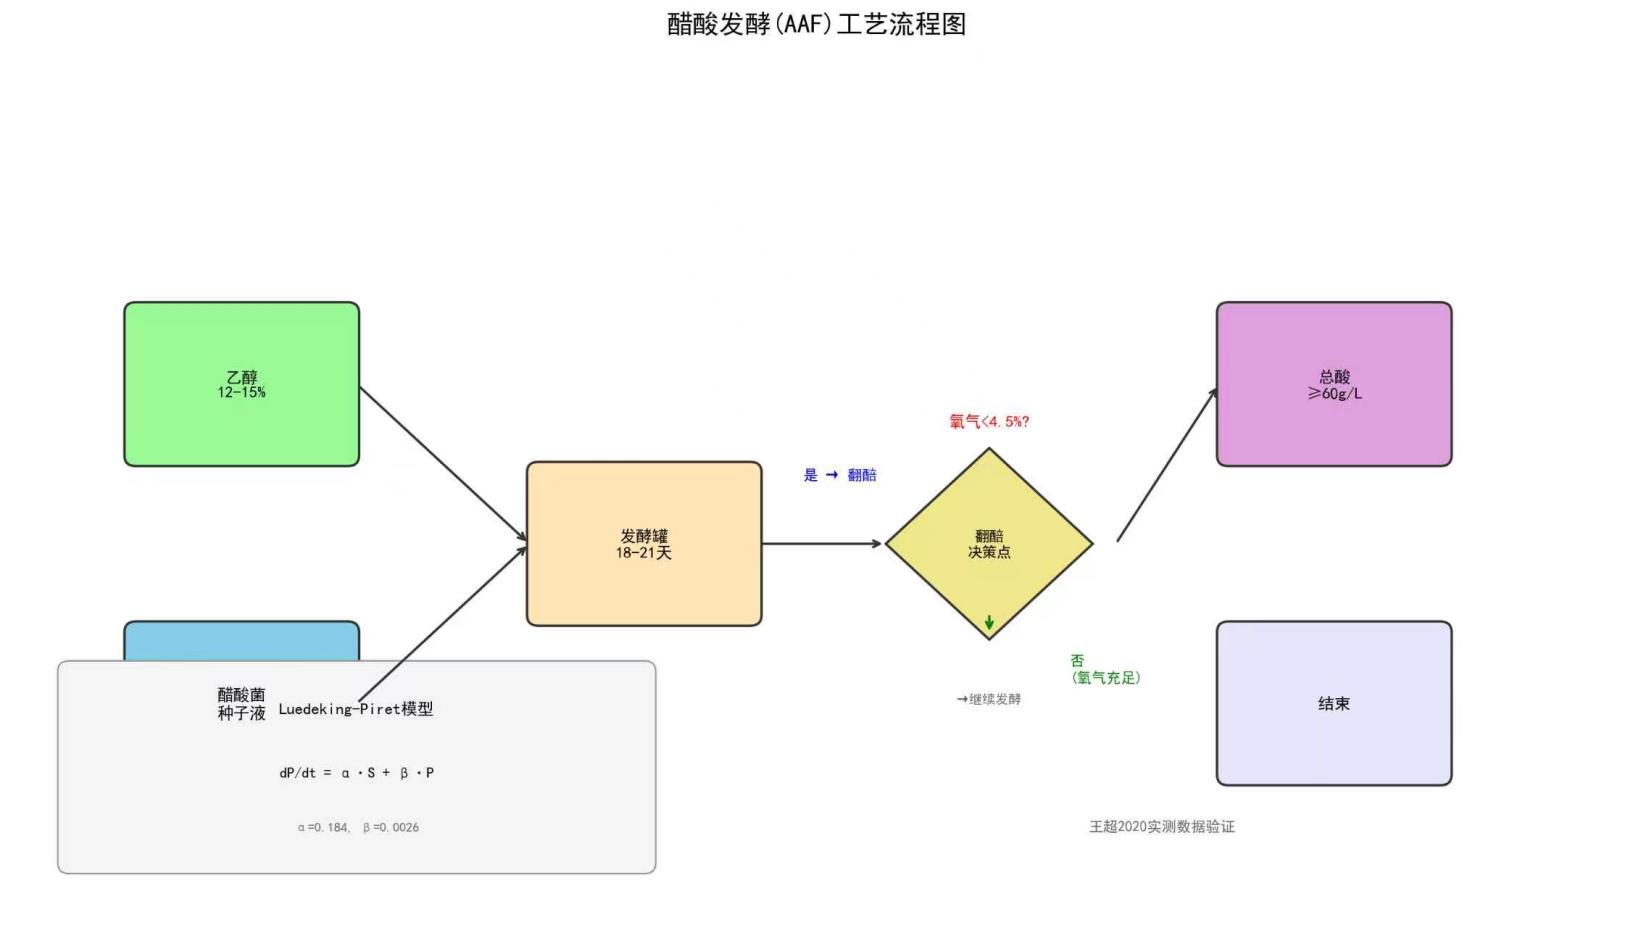 醋酸发酵(AAF)工艺流程图
乙醇
12-15%
总酸
≥60g/L
氧气<4.5%?
是 → 翻醅
发酵罐
18-21天
翻醅
决策点
否
(氧气充足)
→继续发酵
醋酸菌
种子液
Luedeking-Piret模型
dP/dt = α·S + β·P
α=0.184, β=0.0026
结束
王超2020实测数据验证